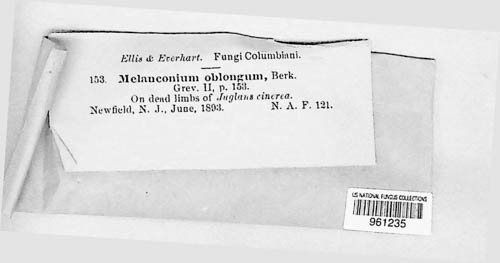 Ellis & Everhart. Fungi Columbiani.
153. Melanconium oblongum, Berk.
Grev. II, p. 153.
On dead limbs of Juglans cinerea.
Newfield, N. J., June, 1893. N. A. F. 121.
US NATIONAL FUNGUS COLLECTIONS
961235